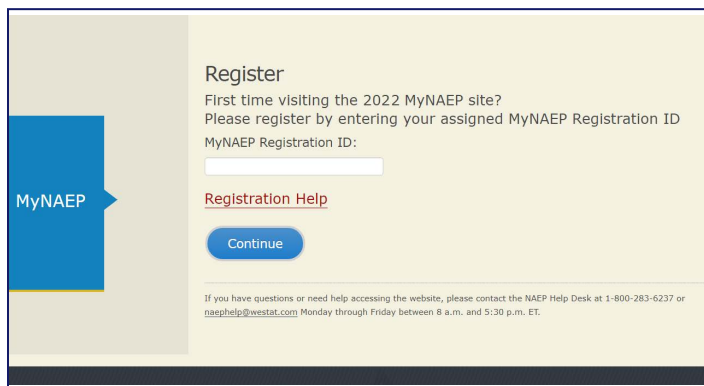 Register
First time visiting the 2022 MyNAEP site?
Please register by entering your assigned MyNAEP Registration ID
MyNAEP Registration ID:
MyNAEP
Registration Help
Continue
If you have questions or need help accessing the website, please contact the NAEP Help Desk at 1-800-283-6237 or
naephelp@westat.com Monday through Friday between 8 a.m. and 5:30 p.m. ET.